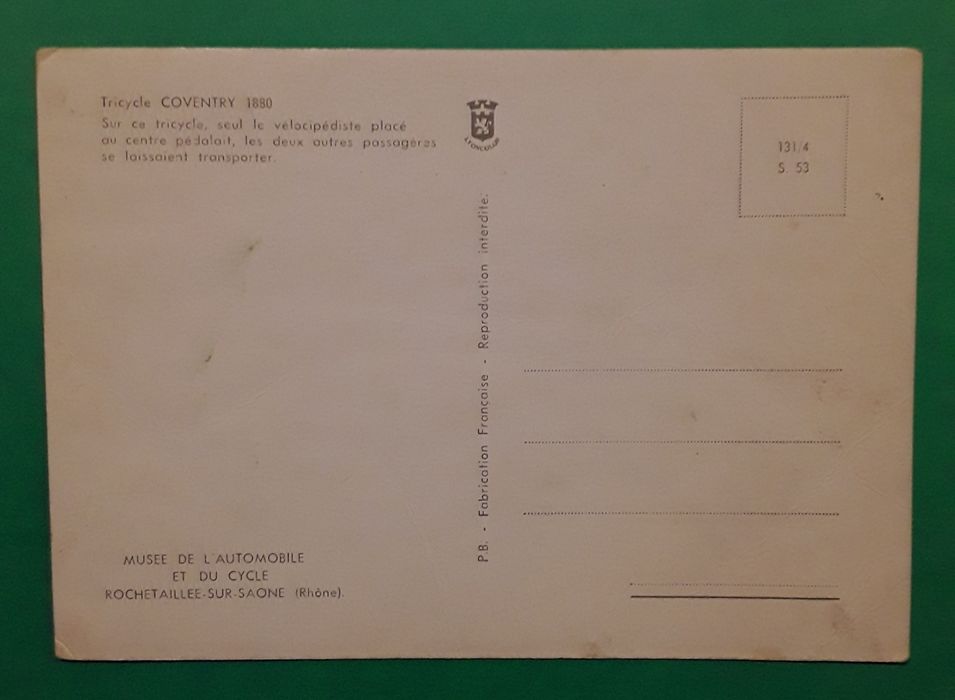 Tricycle COVENTRY 1880
Sur ce tricycle, seul le vélocipédiste placé
au centre pédalait, les deux autres passagères
se laissaient transporter.
LYONCOLOR
131/4
S. 53
P.B. - Fabrication Française - Reproduction interdite.
MUSEE DE L'AUTOMOBILE
ET DU CYCLE
ROCHETAILLEE-SUR-SAONE (Rhône).